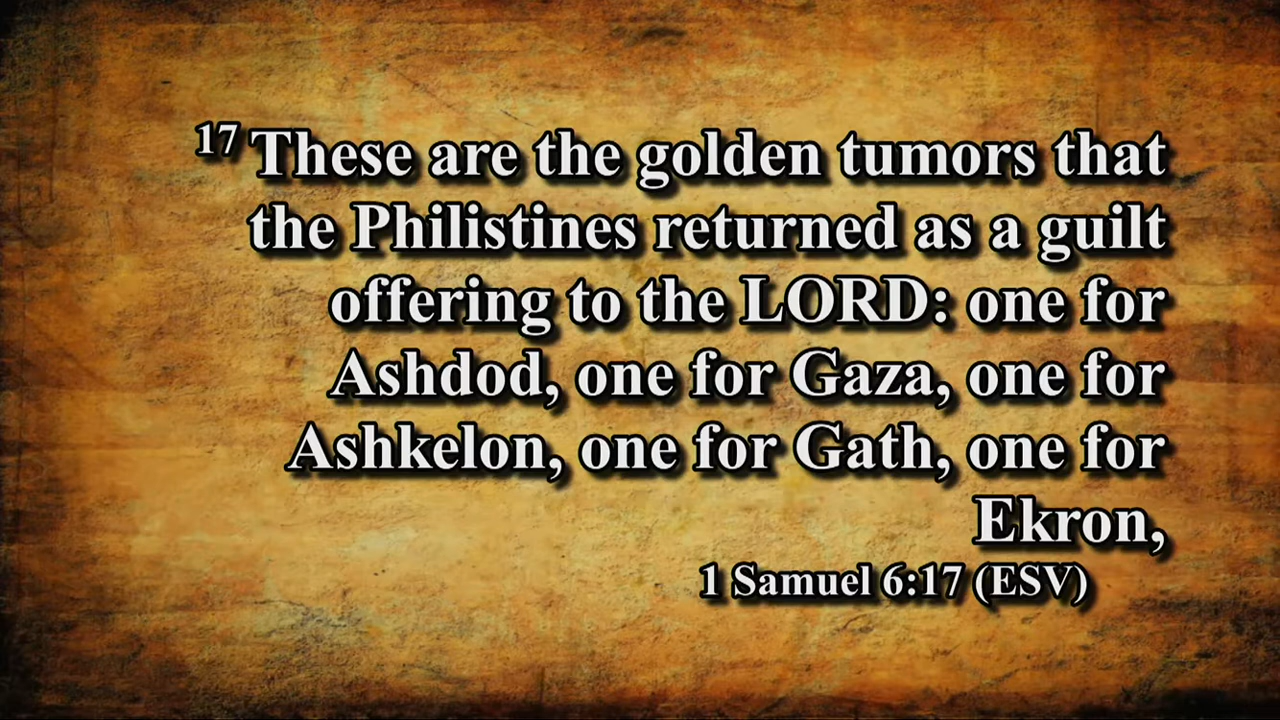 17 These are the golden tumors that
the Philistines returned as a guilt
offering to the LORD: one for
Ashdod, one for Gaza, one for
Ashkelon, one for Gath, one for
Ekron,
1 Samuel 6:17 (ESV)